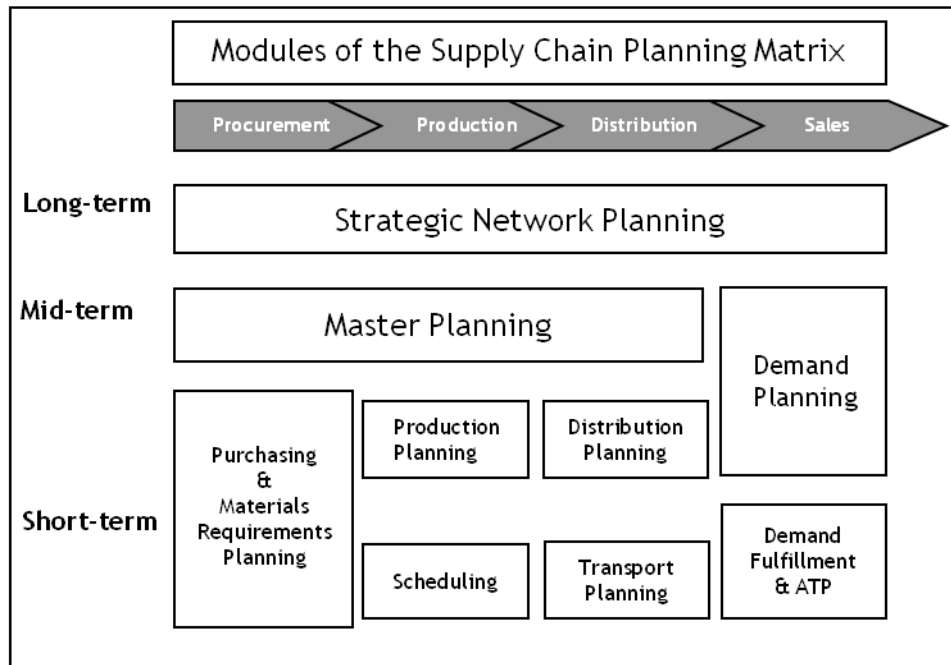 Modules of the Supply Chain Planning Matrix
Procurement
Production
Distribution
Sales
Long-term
Strategic Network Planning
Mid-term
Master Planning
Demand
Planning
Purchasing
&
Materials
Requirements
Planning
Production
Planning
Distribution
Planning
Short-term
Scheduling
Transport
Planning
Demand
Fulfillment
& ATP